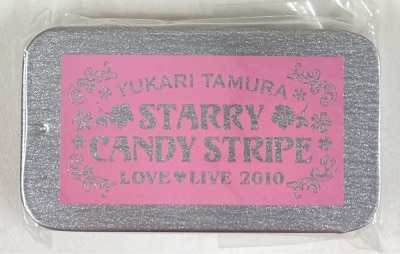 YUKARI TAMURA
STARRY
CANDY STRIPE
LOVE♥LIVE 2010